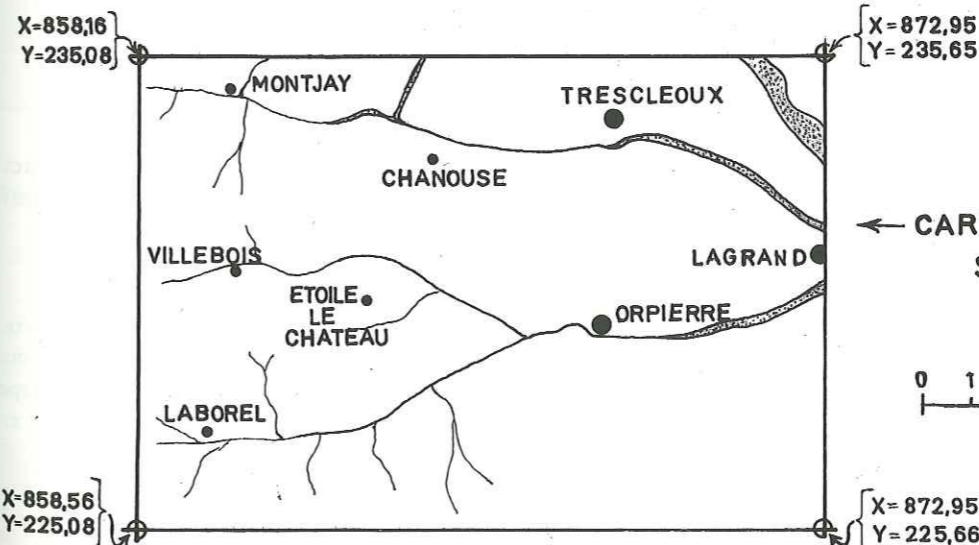 X=858,16
Y=235,08
X=872,95
Y=235,65
MONTJAY
TRESCLEOUX
CHANOUSE
CAR
VILLEBOIS
LAGRAND
ETOILE
LE
CHATEAU
ORPIERRE
0 1
LABOREL
X=858,56
Y=225,08
X=872,95
Y=225,66